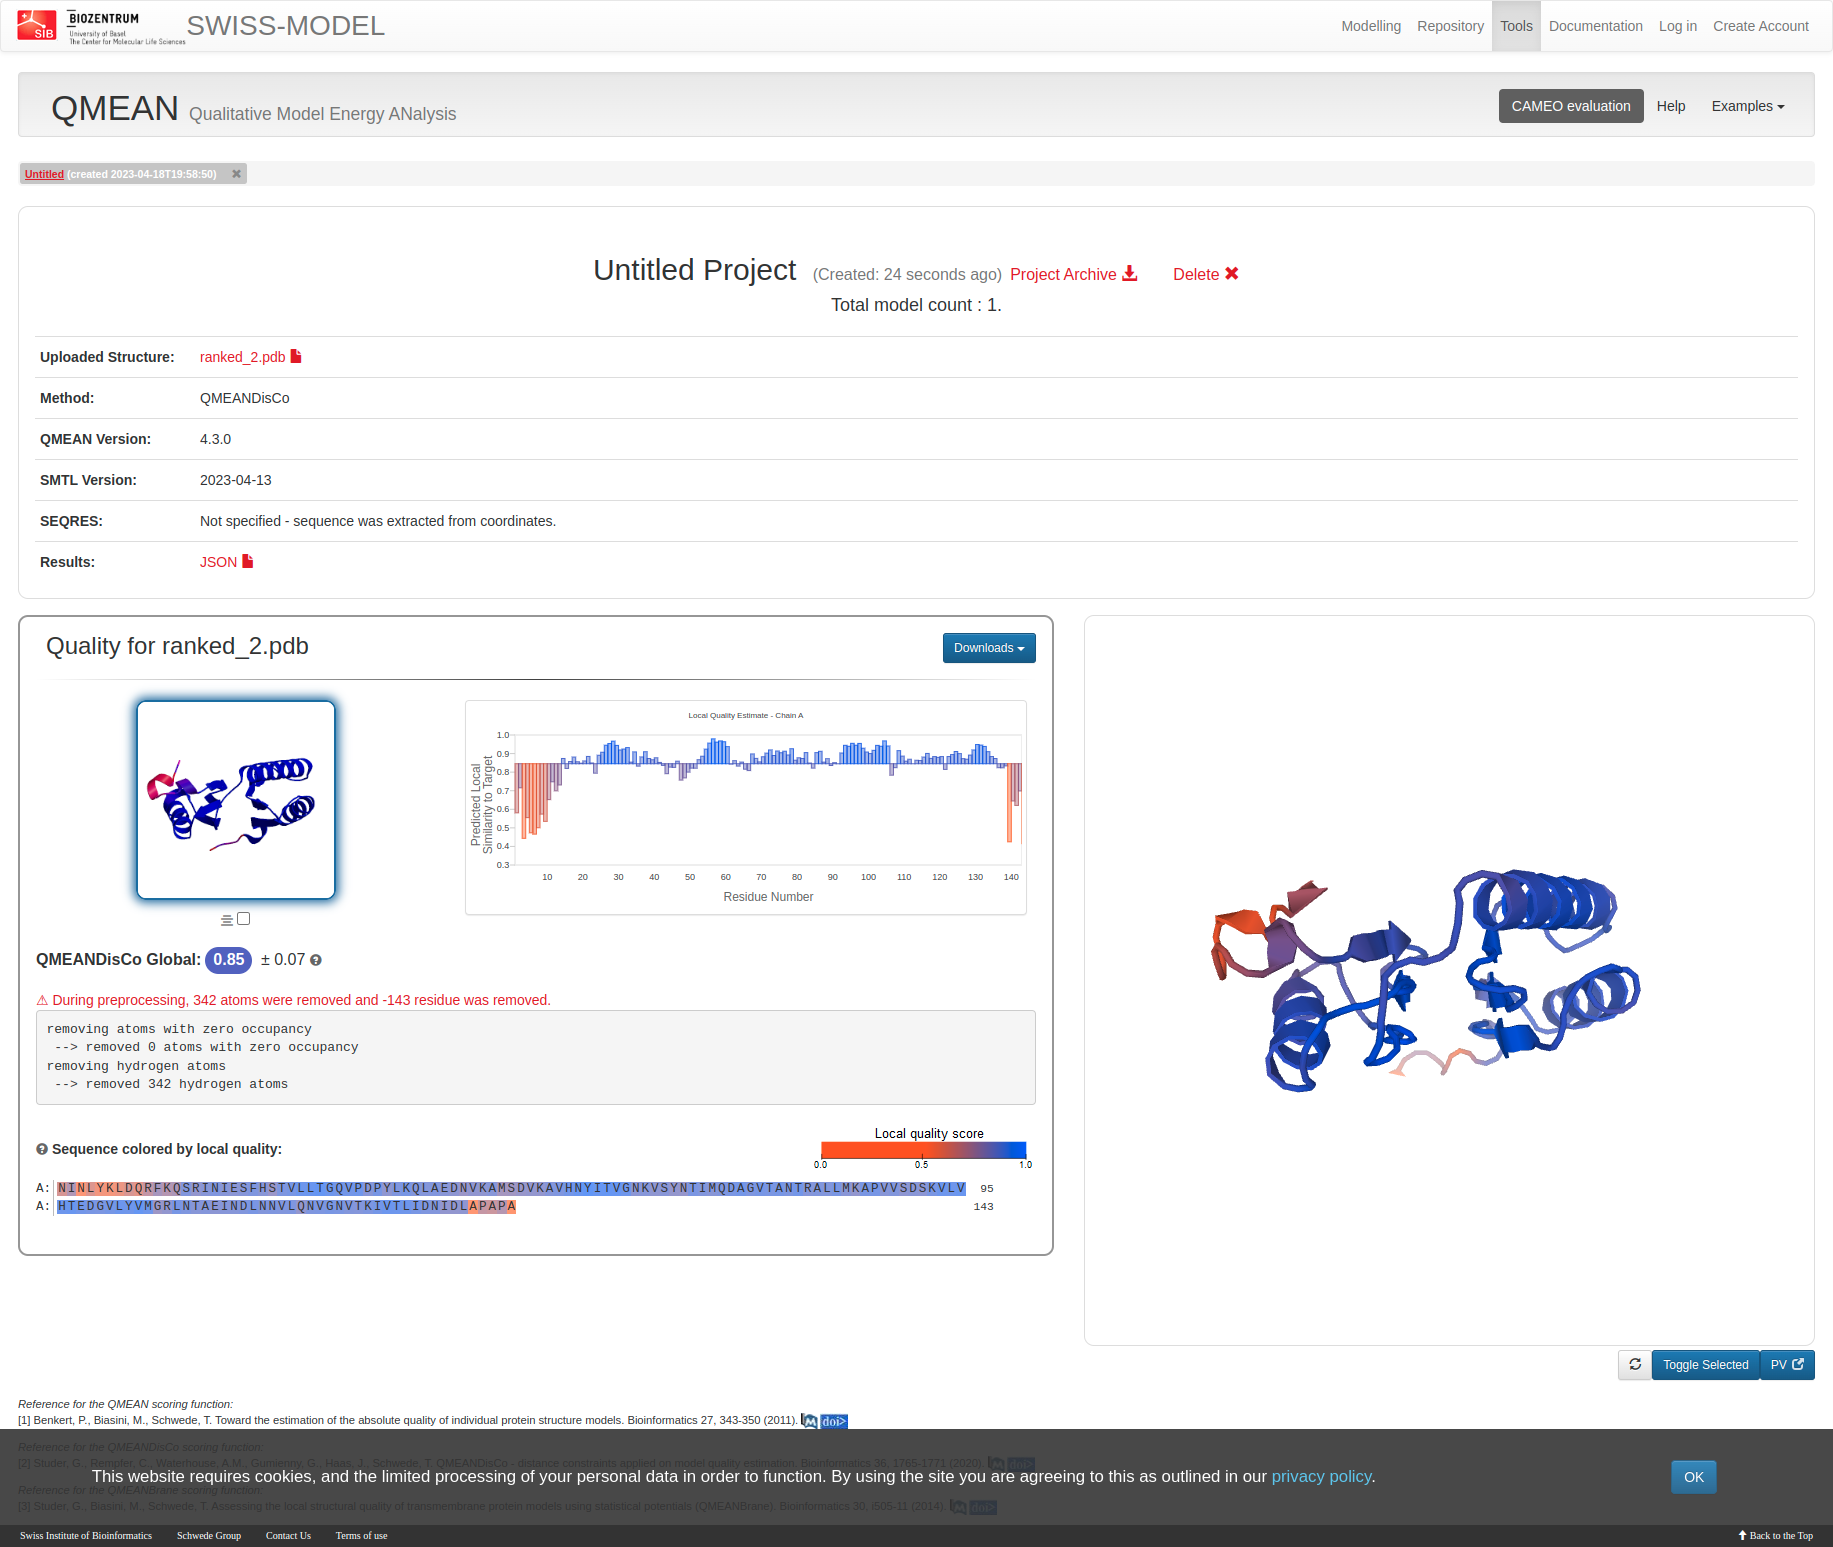 SIB
BIOZENTRUM
University of Basel
The Center for Molecular Life Sciences
SWISS-MODEL
Modelling Repository Tools Documentation Log in Create Account
QMEAN Qualitative Model Energy ANalysis
CAMEO evaluation Help Examples
Untitled (created 2023-04-18T19:58:50) ✖
Untitled Project (Created: 24 seconds ago) Project Archive Delete ✖
Total model count : 1.
Uploaded Structure: ranked_2.pdb
Method: QMEANDisCo
QMEAN Version: 4.3.0
SMTL Version: 2023-04-13
SEQRES: Not specified - sequence was extracted from coordinates.
Results: JSON
Quality for ranked_2.pdb
Downloads
Local Quality Estimate - Chain A
Predicted Local
Similarity to Target
1.0
0.9
0.8
0.7
0.6
0.5
0.4
0.3
10 20 30 40 50 60 70 80 90 100 110 120 130 140
Residue Number
QMEANDisCo Global: 0.85 ± 0.07
⚠ During preprocessing, 342 atoms were removed and -143 residue was removed.
removing atoms with zero occupancy
--> removed 0 atoms with zero occupancy
removing hydrogen atoms
--> removed 342 hydrogen atoms
Sequence colored by local quality:
Local quality score
0.0 0.5 1.0
A: NINLYKLDQRFKQSRINIESFHSTVLLTGQVPDPYLKQLAEDNVKAMSDVKAVHNYITVGNKVSYNTIMQDAGVTANTRALLMKAPVVSDSKVLV 95
A: HTEDGVLYVMGRLNTAEINDLNNVLQNVGNVTKIVTLIDNIDLAPAPA 143
Toggle Selected
PV
Reference for the QMEAN scoring function:
[1] Benkert, P., Biasini, M., Schwede, T. Toward the estimation of the absolute quality of individual protein structure models. Bioinformatics 27, 343-350 (2011). M doi>
Reference for the QMEANDisCo scoring function:
[2] Studer, G., Rempfer, C., Waterhouse, A.M., Gumienny, G., Haas, J., Schwede, T. QMEANDisCo - distance constraints applied on model quality estimation. Bioinformatics 36, 1765-1771 (2020). M doi>
This website requires cookies, and the limited processing of your personal data in order to function. By using the site you are agreeing to this as outlined in our privacy policy.
OK
Reference for the QMEANBrane scoring function:
[3] Studer, G., Biasini, M., Schwede, T. Assessing the local structural quality of transmembrane protein models using statistical potentials (QMEANBrane). Bioinformatics 30, i505-11 (2014). M doi>
Swiss Institute of Bioinformatics Schwede Group Contact Us Terms of use
Back to the Top